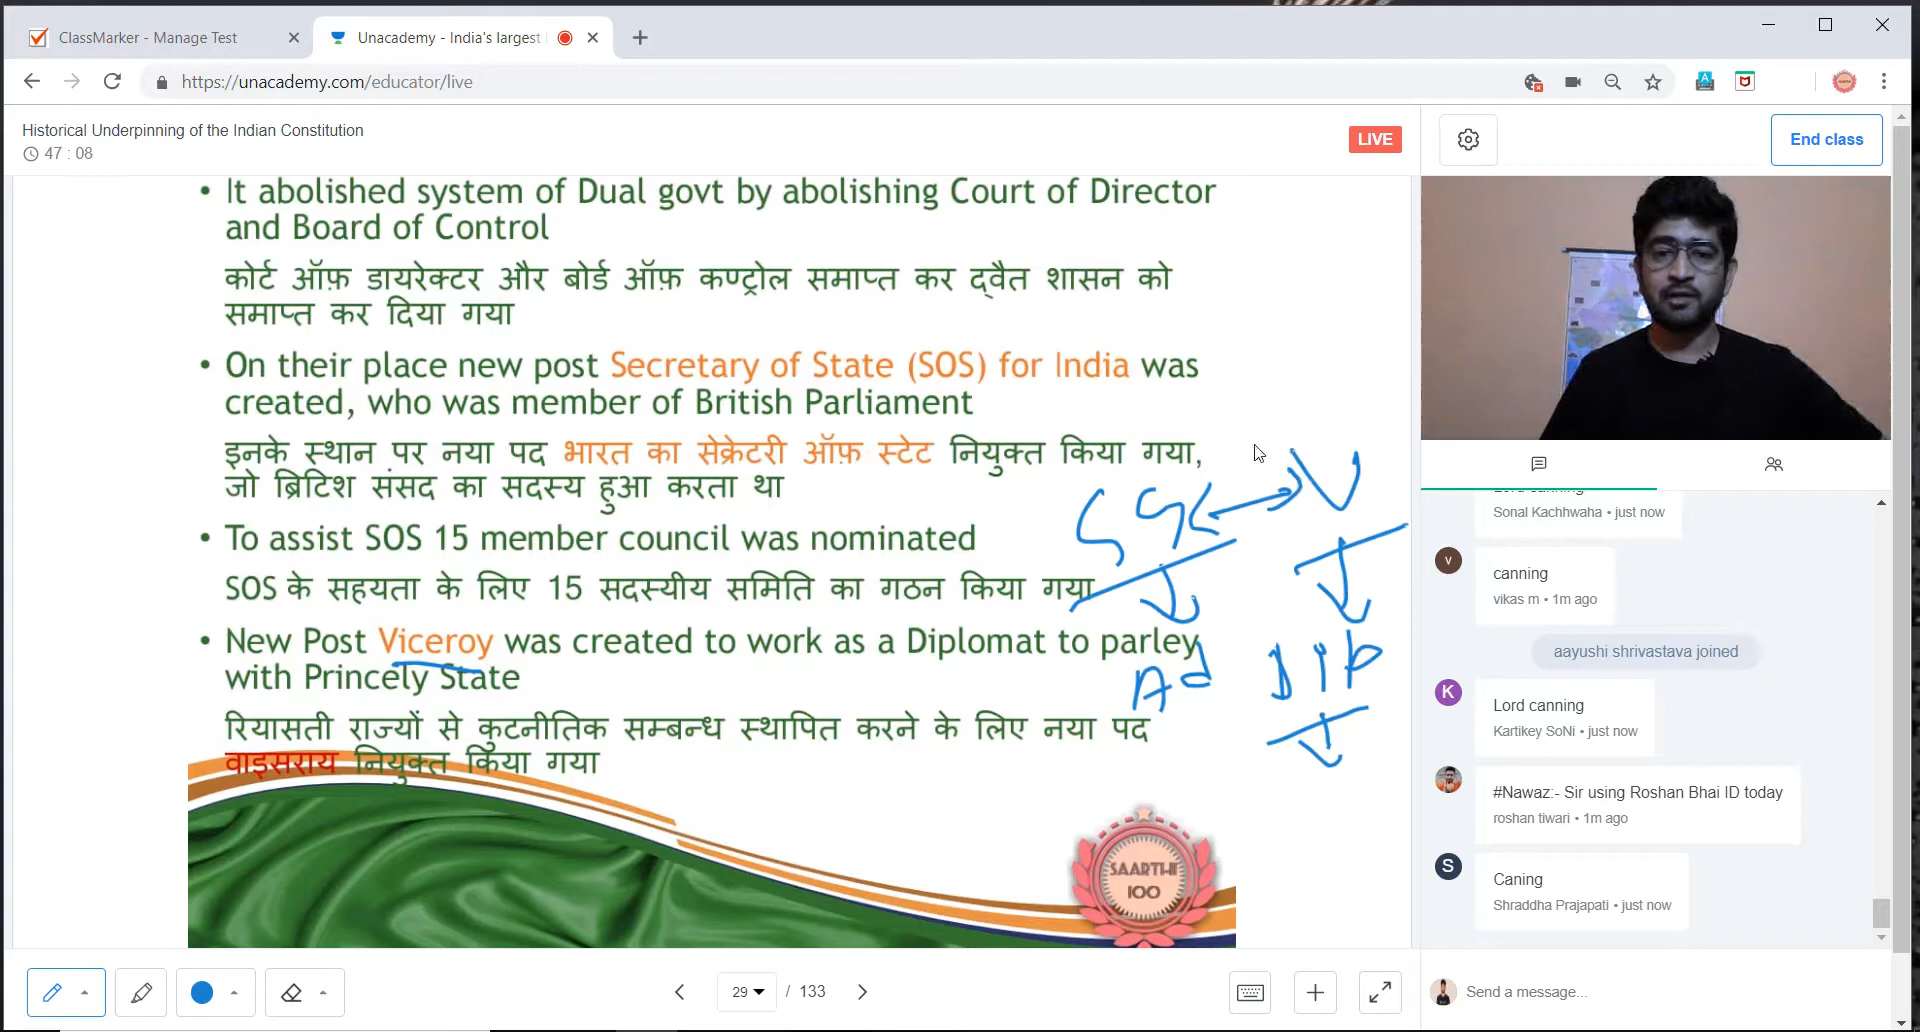 ClassMarker - Manage Test
Unacademy - India's largest
https://unacademy.com/educator/live
Historical Underpinning of the Indian Constitution
47 : 08
LIVE
End class
• It abolished system of Dual govt by abolishing Court of Director
and Board of Control
कोर्ट ऑफ़ डायरेक्टर और बोर्ड ऑफ़ कण्ट्रोल समाप्त कर द्वैत शासन को
समाप्त कर दिया गया
• On their place new post Secretary of State (SOS) for India was
created, who was member of British Parliament
इनके स्थान पर नया पद भारत का सेक्रेटरी ऑफ़ स्टेट नियुक्त किया गया,
जो ब्रिटिश संसद का सदस्य हुआ करता था
• To assist SOS 15 member council was nominated
SOS के सहयता के लिए 15 सदस्यीय समिति का गठन किया गया
• New Post Viceroy was created to work as a Diplomat to parley
with Princely State
रियासती राज्यों से कुटनीतिक सम्बन्ध स्थापित करने के लिए नया पद
वाइसराय नियुक्त किया गया
V
Ad Dip
SAARTHI
100
Sonal Kachhwaha • just now
V
canning
vikas m • 1m ago
aayushi shrivastava joined
K
Lord canning
Kartikey SoNi • just now
#Nawaz:- Sir using Roshan Bhai ID today
roshan tiwari • 1m ago
S
Caning
Shraddha Prajapati • just now
29 / 133
Send a message...